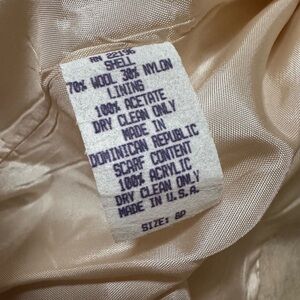 RN 22196
SHELL
70% WOOL 30% NYLON
LINING
100% ACETATE
DRY CLEAN ONLY
MADE IN
DOMINICAN REPUBLIC
SCARF CONTENT
100% ACRYLIC
DRY CLEAN ONLY
MADE IN U.S.A.
SIZE: 6P